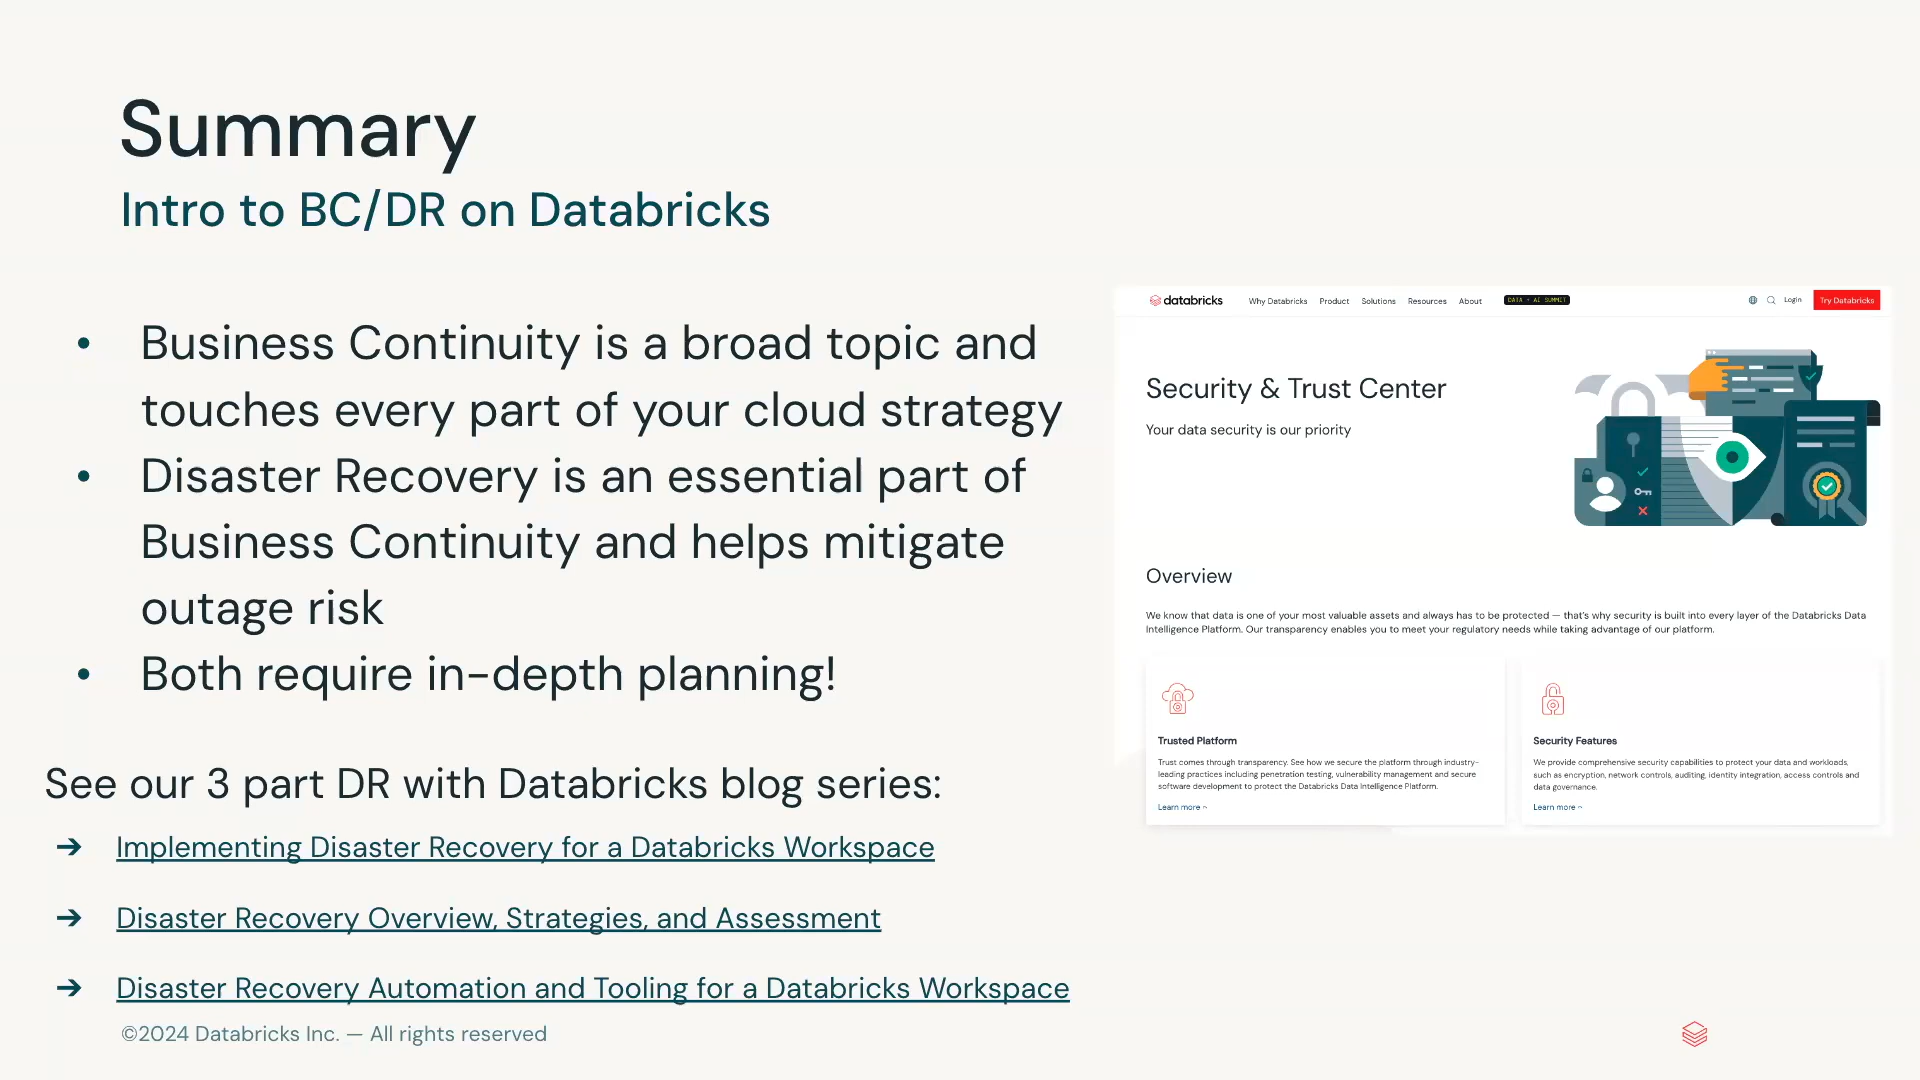 Summary
Intro to BC/DR on Databricks
• Business Continuity is a broad topic and
touches every part of your cloud strategy
• Disaster Recovery is an essential part of
Business Continuity and helps mitigate
outage risk
• Both require in-depth planning!
See our 3 part DR with Databricks blog series:
➔ Implementing Disaster Recovery for a Databricks Workspace
➔ Disaster Recovery Overview, Strategies, and Assessment
➔ Disaster Recovery Automation and Tooling for a Databricks Workspace
©2024 Databricks Inc. — All rights reserved
databricks Why Databricks Product Solutions Resources About DATA + AI SUMMIT Login Try Databricks
Security & Trust Center
Your data security is our priority
Overview
We know that data is one of your most valuable assets and always has to be protected — that's why security is built into every layer of the Databricks Data
Intelligence Platform. Our transparency enables you to meet your regulatory needs while taking advantage of our platform.
Trusted Platform
Trust comes through transparency. See how we secure the platform through industry-
leading practices including penetration testing, vulnerability management and secure
software development to protect the Databricks Data Intelligence Platform.
Learn more
Security Features
We provide comprehensive security capabilities to protect your data and workloads,
such as encryption, network controls, auditing, identity integration, access controls and
data governance.
Learn more